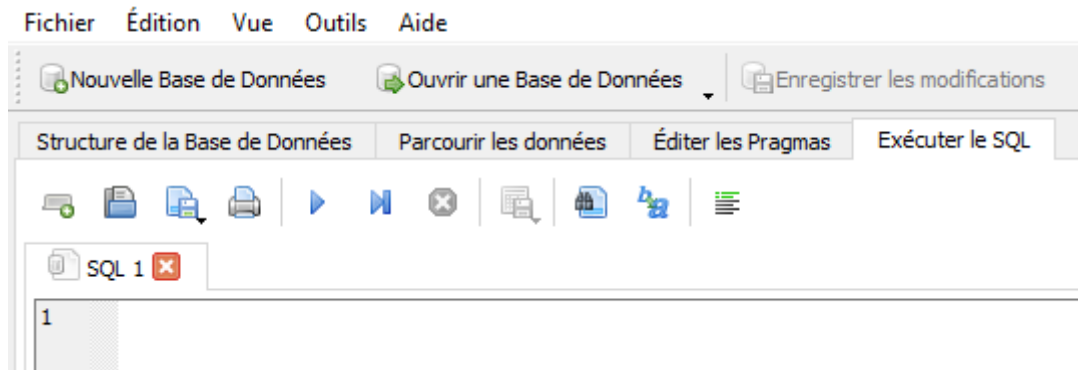 Fichier Édition Vue Outils Aide
Nouvelle Base de Données Ouvrir une Base de Données Enregistrer les modifications
Structure de la Base de Données Parcourir les données Éditer les Pragmas Exécuter le SQL
SQL 1
1